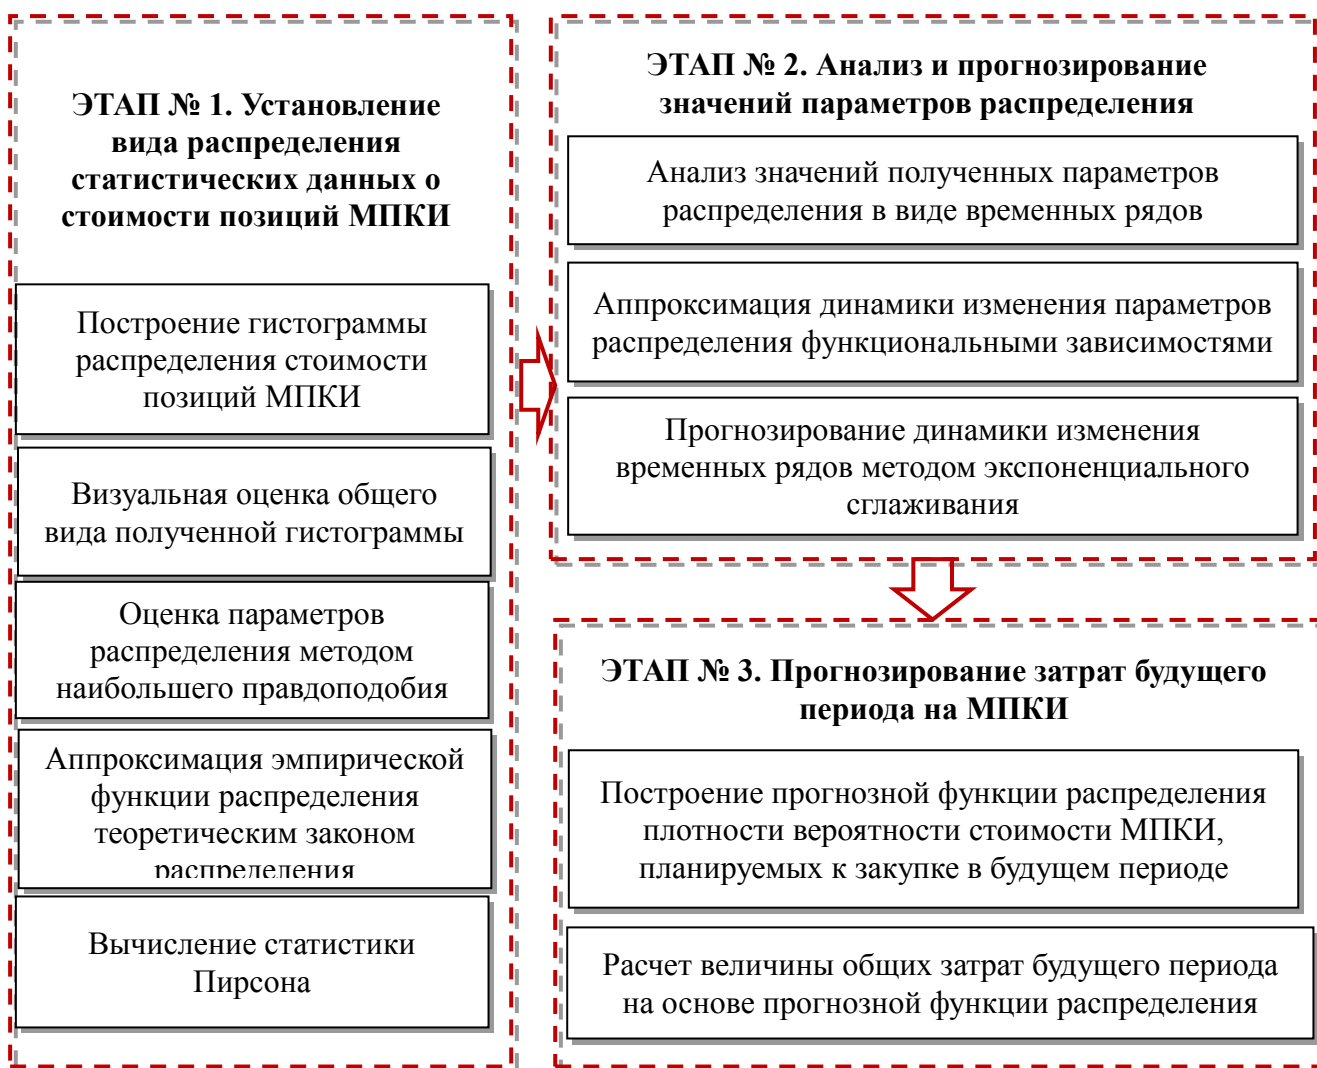 ЭТАП № 1. Установление
вида распределения
статистических данных о
стоимости позиций МПКИ
Построение гистограммы
распределения стоимости
позиций МПКИ
Визуальная оценка общего
вида полученной гистограммы
Оценка параметров
распределения методом
наибольшего правдоподобия
Аппроксимация эмпирической
функции распределения
теоретическим законом
распределения
Вычисление статистики
Пирсона
ЭТАП № 2. Анализ и прогнозирование
значений параметров распределения
Анализ значений полученных параметров
распределения в виде временных рядов
Аппроксимация динамики изменения параметров
распределения функциональными зависимостями
Прогнозирование динамики изменения
временных рядов методом экспоненциального
сглаживания
ЭТАП № 3. Прогнозирование затрат будущего
периода на МПКИ
Построение прогнозной функции распределения
плотности вероятности стоимости МПКИ,
планируемых к закупке в будущем периоде
Расчет величины общих затрат будущего периода
на основе прогнозной функции распределения